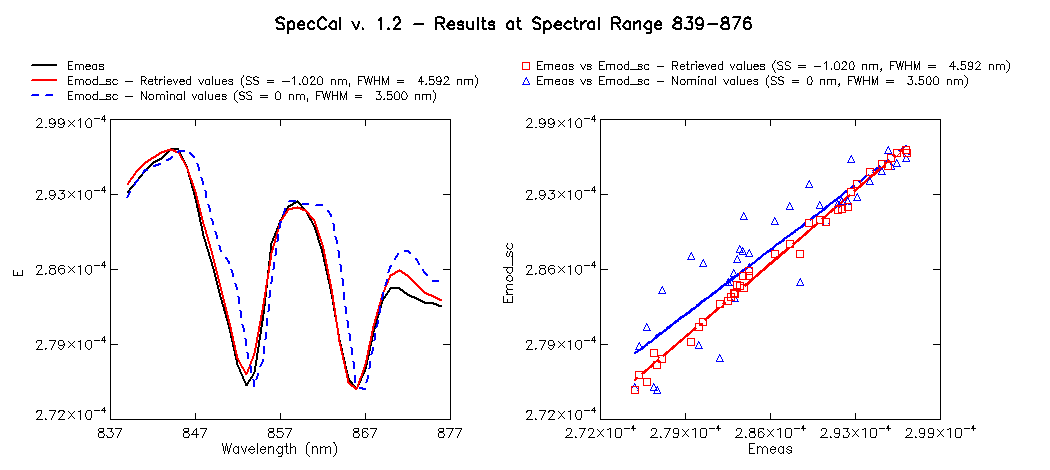 SpecCal v. 1.2 – Results at Spectral Range 839–876
Emeas
Emod_sc – Retrieved values (SS = −1.020 nm, FWHM = 4.592 nm)
Emod_sc – Nominal values (SS = 0 nm, FWHM = 3.500 nm)
2.99×10⁻⁴
2.93×10⁻⁴
2.86×10⁻⁴
2.79×10⁻⁴
2.72×10⁻⁴
E
837 847 857 867 877
Wavelength (nm)
Emeas vs Emod_sc – Retrieved values (SS = −1.020 nm, FWHM = 4.592 nm)
Emeas vs Emod_sc – Nominal values (SS = 0 nm, FWHM = 3.500 nm)
2.99×10⁻⁴
2.93×10⁻⁴
2.86×10⁻⁴
2.79×10⁻⁴
2.72×10⁻⁴
Emod_sc
2.72×10⁻⁴ 2.79×10⁻⁴ 2.86×10⁻⁴ 2.93×10⁻⁴ 2.99×10⁻⁴
Emeas